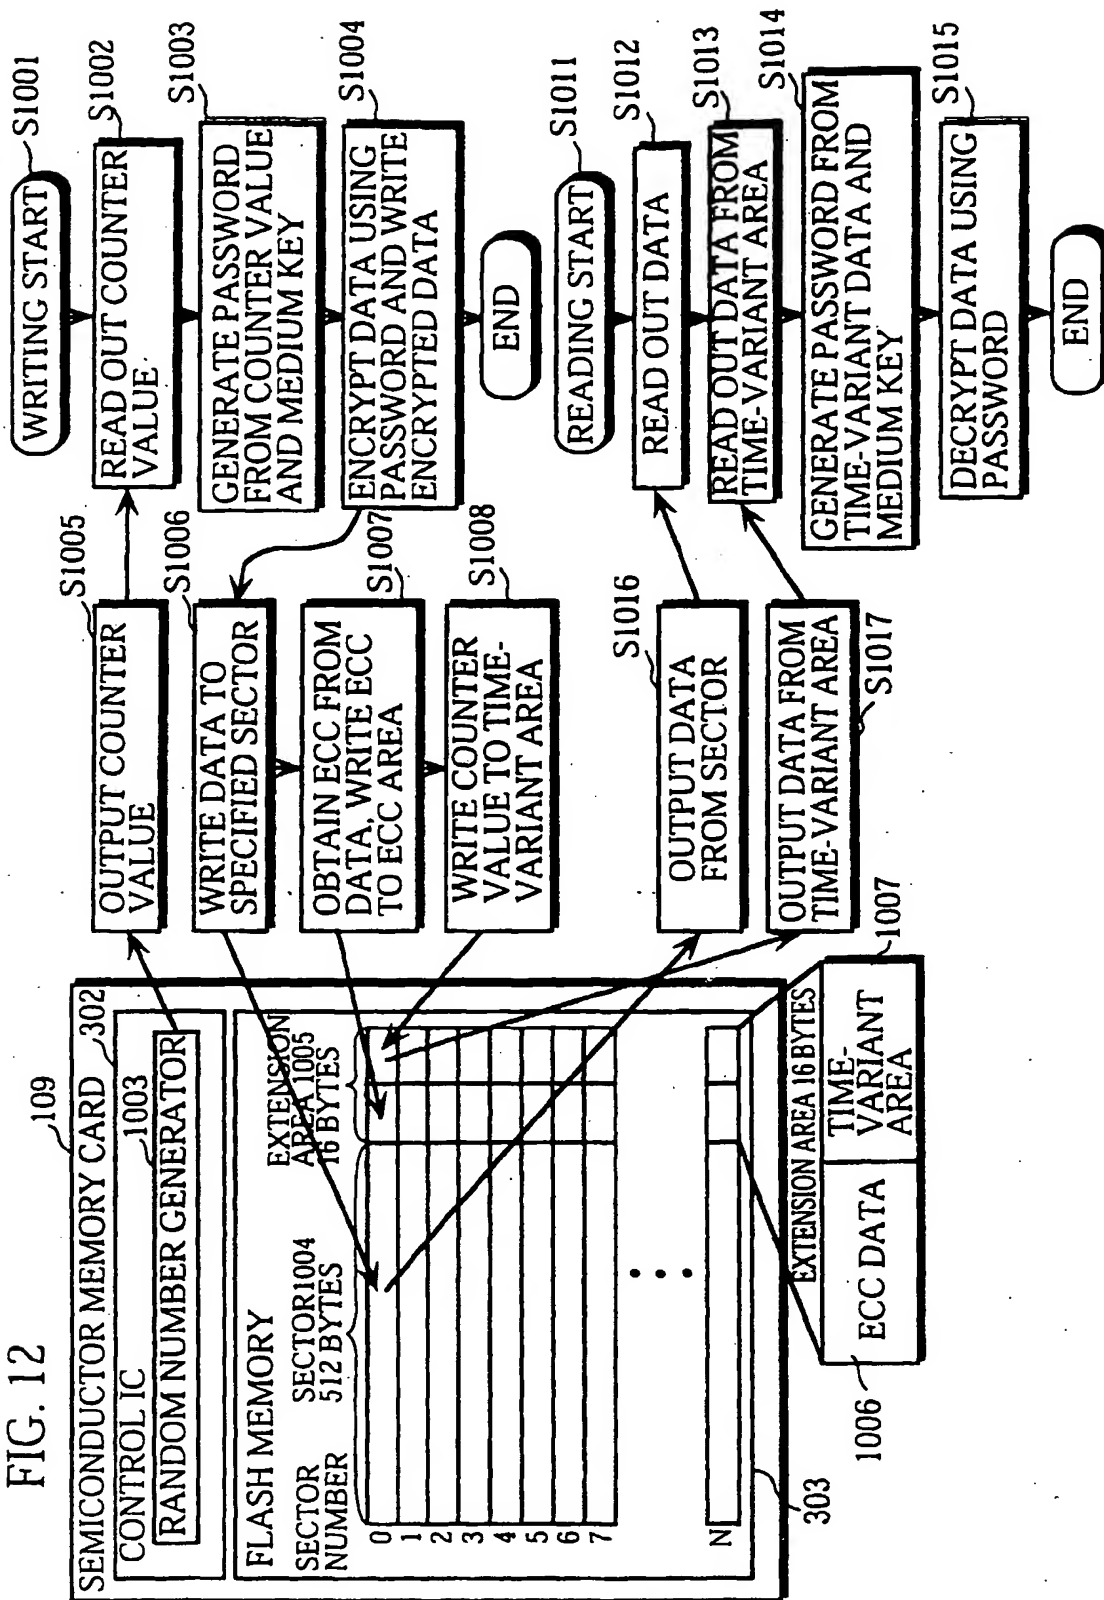 FIG. 12
109
SEMICONDUCTOR MEMORY CARD
302
CONTROL IC
1003
RANDOM NUMBER GENERATOR
FLASH MEMORY
SECTOR
NUMBER
SECTOR1004
512 BYTES
EXTENSION
AREA 1005
16 BYTES
0
1
2
3
4
5
6
7
N
303
EXTENSION AREA 16 BYTES
1006
ECC DATA
TIME-
VARIANT
AREA
1007
OUTPUT COUNTER
VALUE
S1005
WRITE DATA TO
SPECIFIED SECTOR
S1006
OBTAIN ECC FROM
DATA, WRITE ECC
TO ECC AREA
S1007
WRITE COUNTER
VALUE TO TIME-
VARIANT AREA
S1008
OUTPUT DATA
FROM SECTOR
S1016
OUTPUT DATA FROM
TIME-VARIANT AREA
S1017
WRITING START
S1001
READ OUT COUNTER
VALUE
S1002
GENERATE PASSWORD
FROM COUNTER VALUE
AND MEDIUM KEY
S1003
ENCRYPT DATA USING
PASSWORD AND WRITE
ENCRYPTED DATA
S1004
END
READING START
S1011
READ OUT DATA
S1012
READ OUT DATA FROM
TIME-VARIANT AREA
S1013
GENERATE PASSWORD FROM
TIME-VARIANT DATA AND
MEDIUM KEY
S1014
DECRYPT DATA USING
PASSWORD
S1015
END